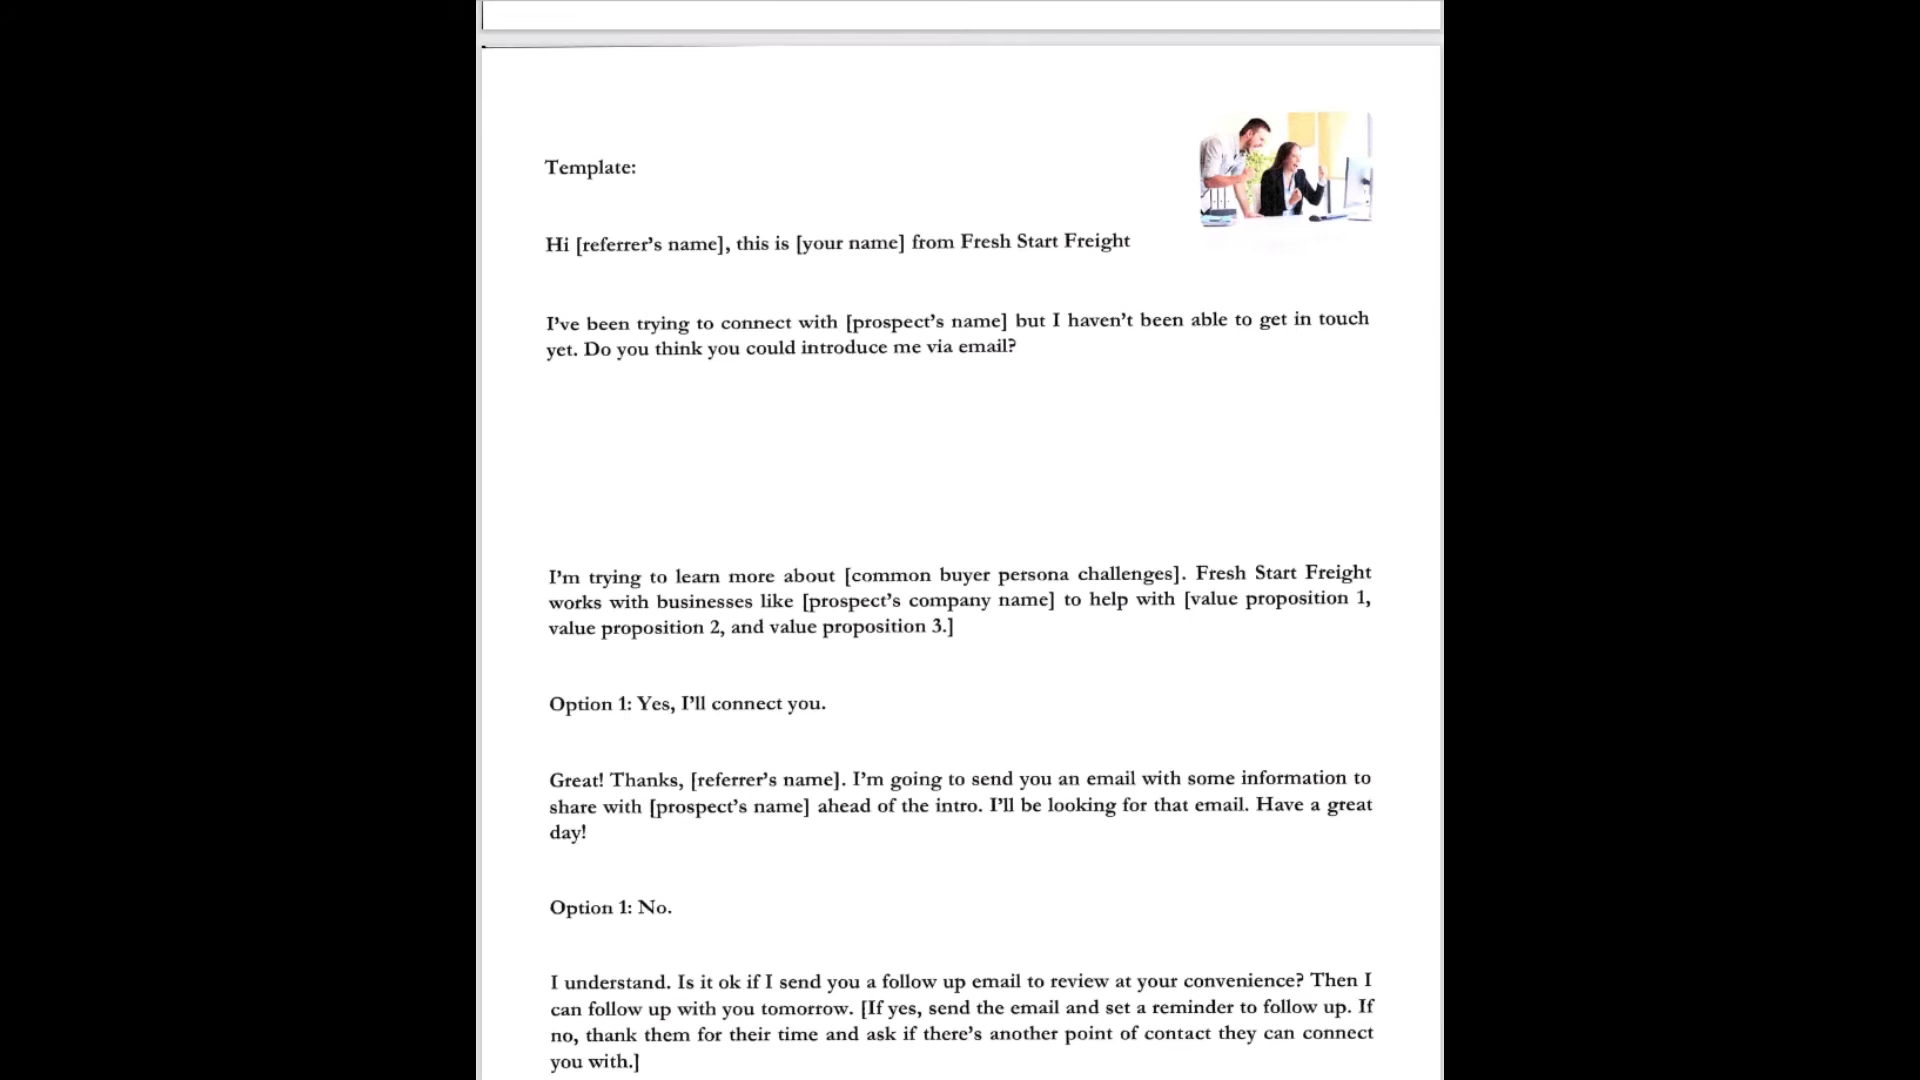 Template:
Hi [referrer's name], this is [your name] from Fresh Start Freight
I've been trying to connect with [prospect's name] but I haven't been able to get in touch
yet. Do you think you could introduce me via email?
I'm trying to learn more about [common buyer persona challenges]. Fresh Start Freight
works with businesses like [prospect's company name] to help with [value proposition 1,
value proposition 2, and value proposition 3.]
Option 1: Yes, I'll connect you.
Great! Thanks, [referrer's name]. I'm going to send you an email with some information to
share with [prospect's name] ahead of the intro. I'll be looking for that email. Have a great
day!
Option 1: No.
I understand. Is it ok if I send you a follow up email to review at your convenience? Then I
can follow up with you tomorrow. [If yes, send the email and set a reminder to follow up. If
no, thank them for their time and ask if there's another point of contact they can connect
you with.]